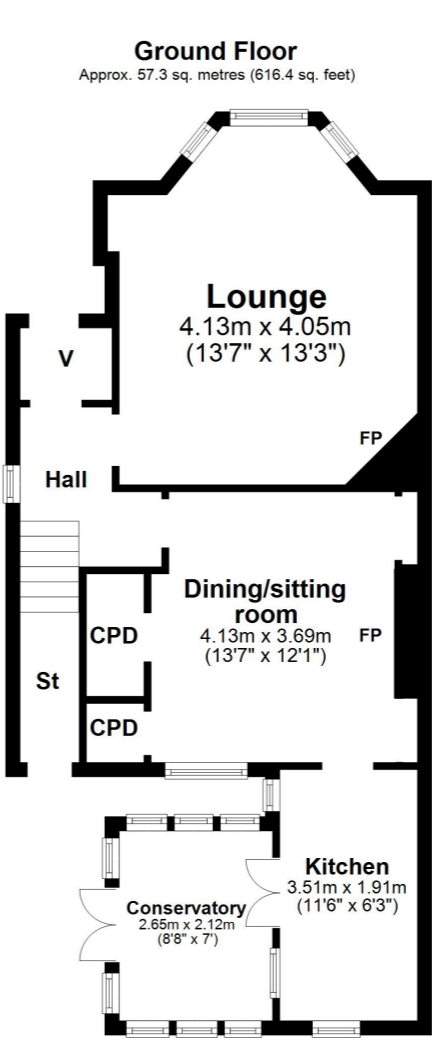 Ground Floor
Approx. 57.3 sq. metres (616.4 sq. feet)
Lounge
4.13m x 4.05m
(13'7" x 13'3")
V
FP
Hall
Dining/sitting
room
4.13m x 3.69m
(13'7" x 12'1")
FP
CPD
St
CPD
Kitchen
3.51m x 1.91m
(11'6" x 6'3")
Conservatory
2.65m x 2.12m
(8'8" x 7')